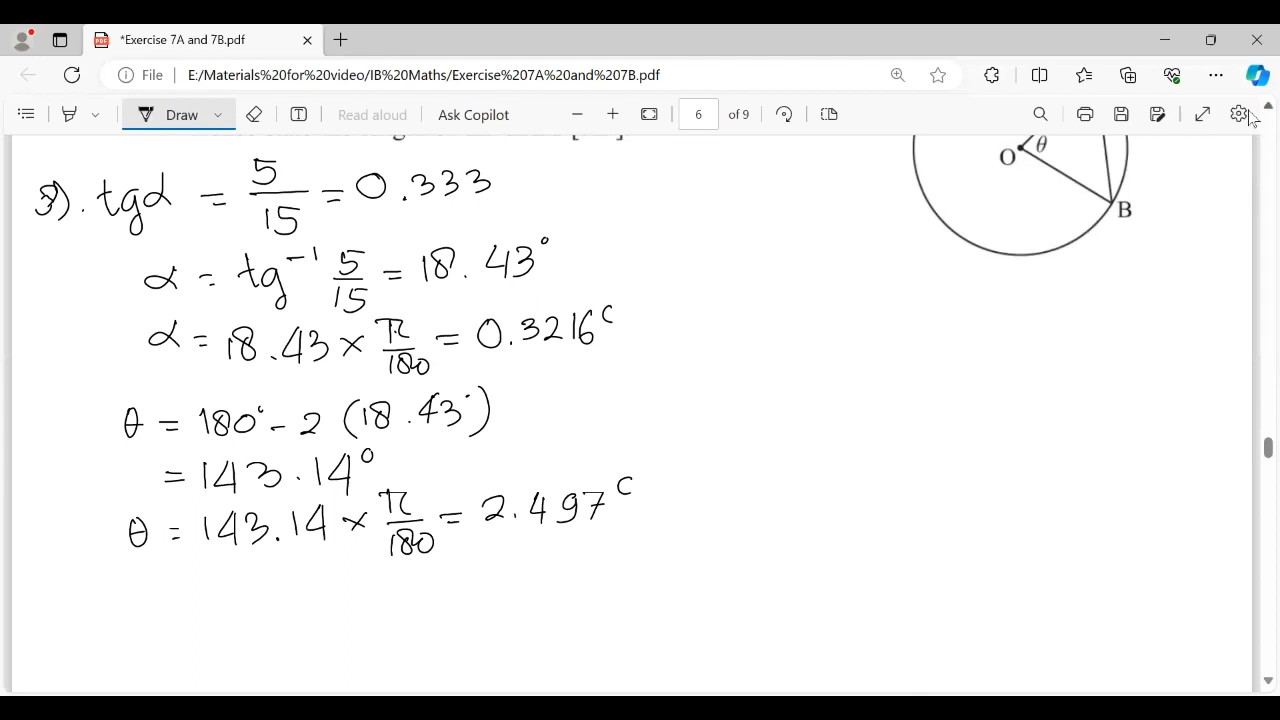 *Exercise 7A and 7B.pdf
File E:/Materials%20for%20video/IB%20Maths/Exercise%207A%20and%207B.pdf
Draw Read aloud Ask Copilot 6 of 9
O θ
B
tgα = 5/15 = 0.333
α = tg⁻¹ 5/15 = 18.43°
α = 18.43 × π/180 = 0.3216ᶜ
θ = 180° - 2 (18.43°)
= 143.14°
θ = 143.14 × π/180 = 2.497ᶜ